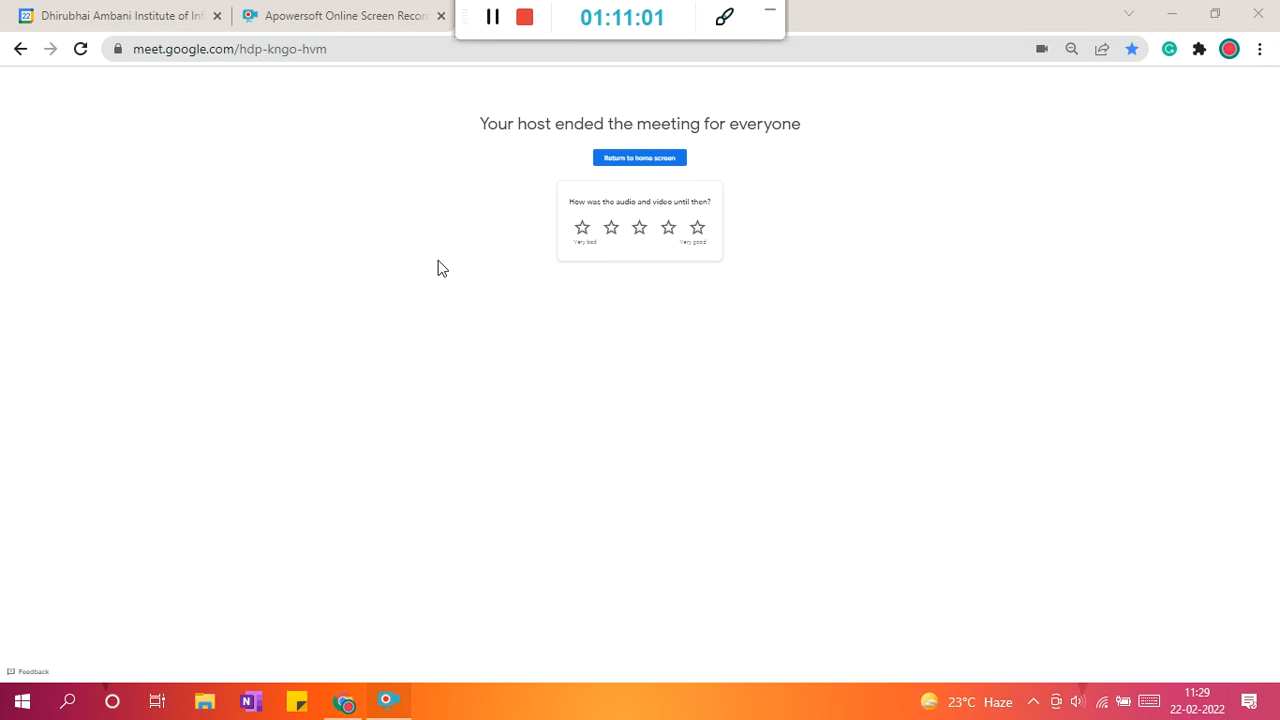 22 Dhirubhai Ambani Institute of Inf
Apowersoft Online Screen Record
01:11:01
meet.google.com/hdp-kngo-hvm
Your host ended the meeting for everyone
Return to home screen
How was the audio and video until then?
Very bad
Very good
Feedback
23°C Haze
11:29
22-02-2022